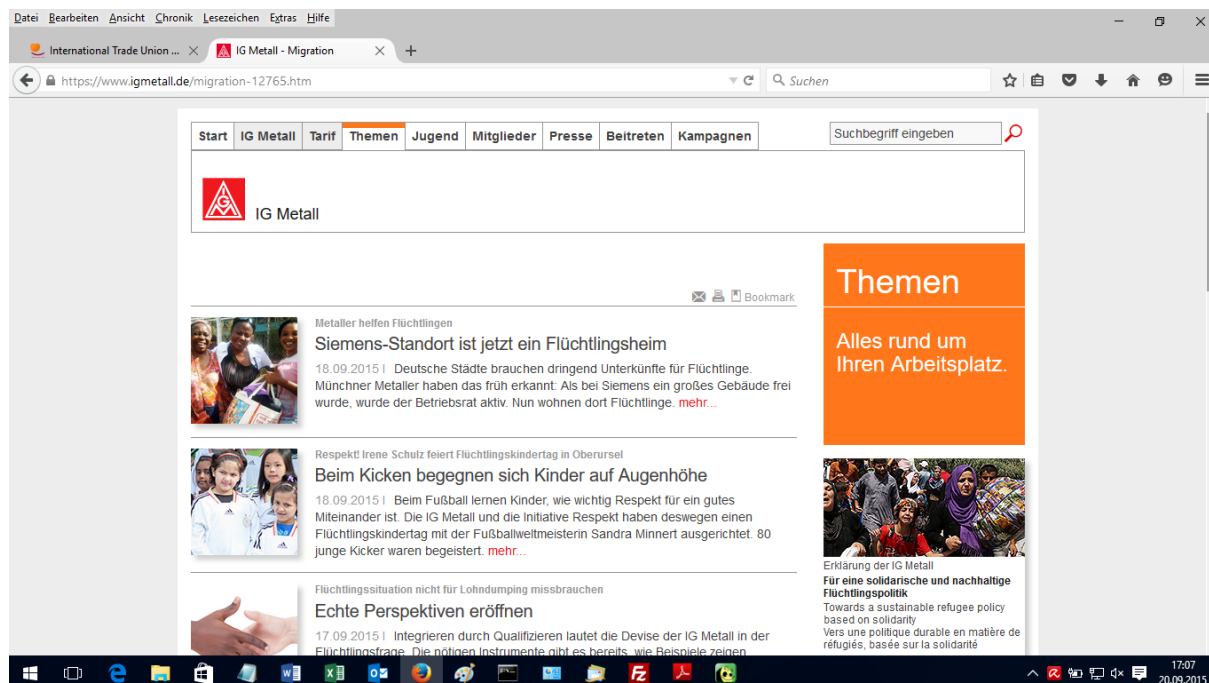 Datei Bearbeiten Ansicht Chronik Lesezeichen Extras Hilfe
International Trade Union ...
IG Metall - Migration
https://www.igmetall.de/migration-12765.htm
Suchen
Start IG Metall Tarif Themen Jugend Mitglieder Presse Beitreten Kampagnen
Suchbegriff eingeben
IG Metall
Bookmark
Metaller helfen Flüchtlingen
Siemens-Standort ist jetzt ein Flüchtlingsheim
18.09.2015 I Deutsche Städte brauchen dringend Unterkünfte für Flüchtlinge.
Münchner Metaller haben das früh erkannt: Als bei Siemens ein großes Gebäude frei
wurde, wurde der Betriebsrat aktiv. Nun wohnen dort Flüchtlinge. mehr...
Respekt! Irene Schulz feiert Flüchtlingskindertag in Oberursel
Beim Kicken begegnen sich Kinder auf Augenhöhe
18.09.2015 I Beim Fußball lernen Kinder, wie wichtig Respekt für ein gutes
Miteinander ist. Die IG Metall und die Initiative Respekt haben deswegen einen
Flüchtlingskindertag mit der Fußballweltmeisterin Sandra Minnert ausgerichtet. 80
junge Kicker waren begeistert. mehr...
Flüchtlingssituation nicht für Lohndumping missbrauchen
Echte Perspektiven eröffnen
17.09.2015 I Integrieren durch Qualifizieren lautet die Devise der IG Metall in der
Flüchtlingsfrage. Die nötigen Instrumente gibt es bereits, wie Beispiele zeigen
Themen
Alles rund um
Ihren Arbeitsplatz.
Erklärung der IG Metall
Für eine solidarische und nachhaltige
Flüchtlingspolitik
Towards a sustainable refugee policy
based on solidarity
Vers une politique durable en matière de
réfugiés, basée sur la solidarité
17:07
20.09.2015